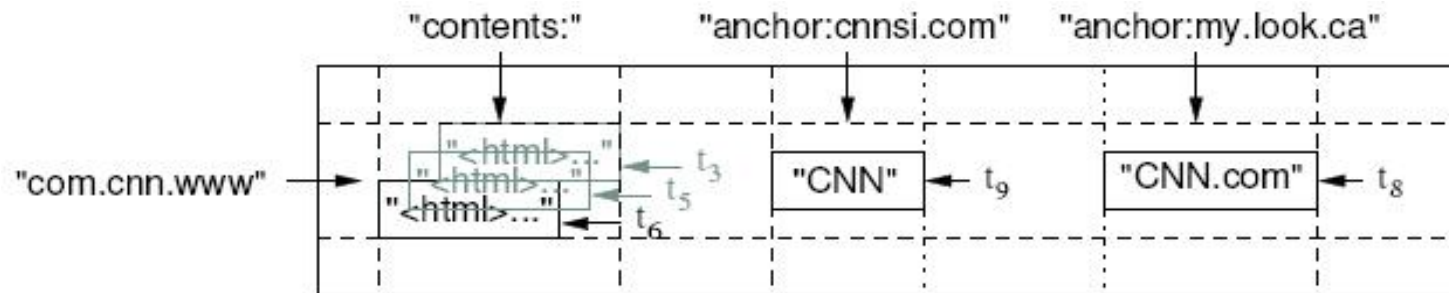 "contents:" "anchor:cnnsi.com" "anchor:my.look.ca"
"<html>..." t3
"com.cnn.www" "<html>..." t5 "CNN" t9 "CNN.com" t8
"<html>..." t6